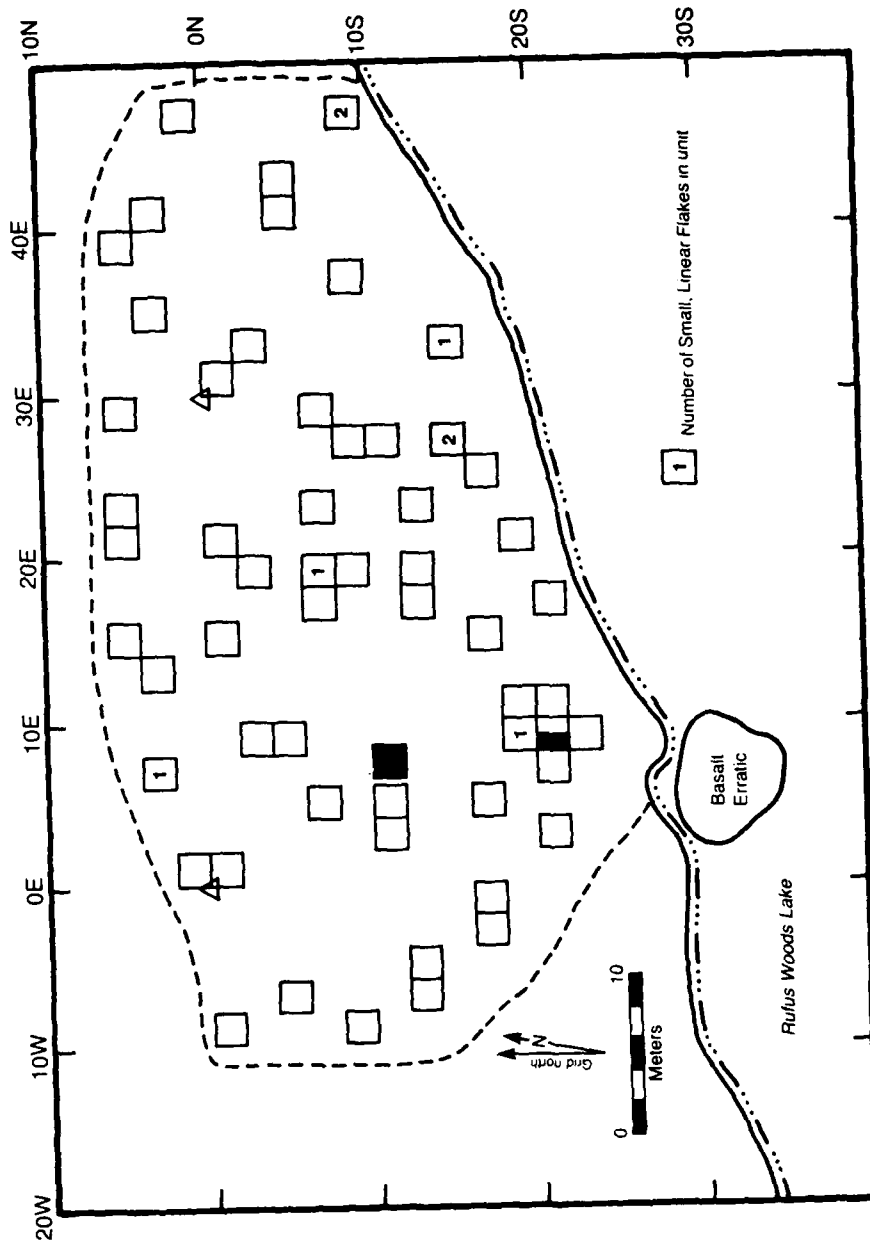 20W 10W 0E 10E 20E 30E 40E 10N
1
0N
1
2
10S
2 1
1 20S
N
Grid north
0 10
Meters
1 Number of Small, Linear Flakes in unit
30S
Basalt
Erratic
Rufus Woods Lake